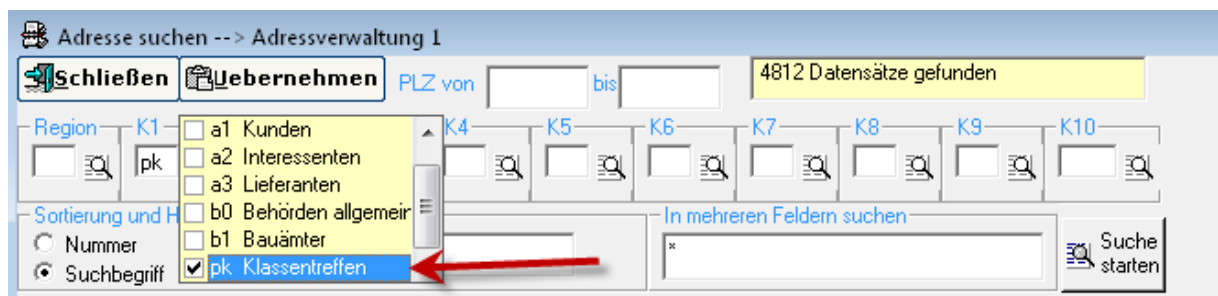 Adresse suchen --> Adressverwaltung 1
Schließen Uebernehmen PLZ von bis 4812 Datensätze gefunden
Region K1 K4 K5 K6 K7 K8 K9 K10
pk
a1 Kunden
a2 Interessenten
a3 Lieferanten
b0 Behörden allgemeir
b1 Bauämter
pk Klassentreffen
Sortierung und H In mehreren Feldern suchen
Nummer * Suche
Suchbegriff starten